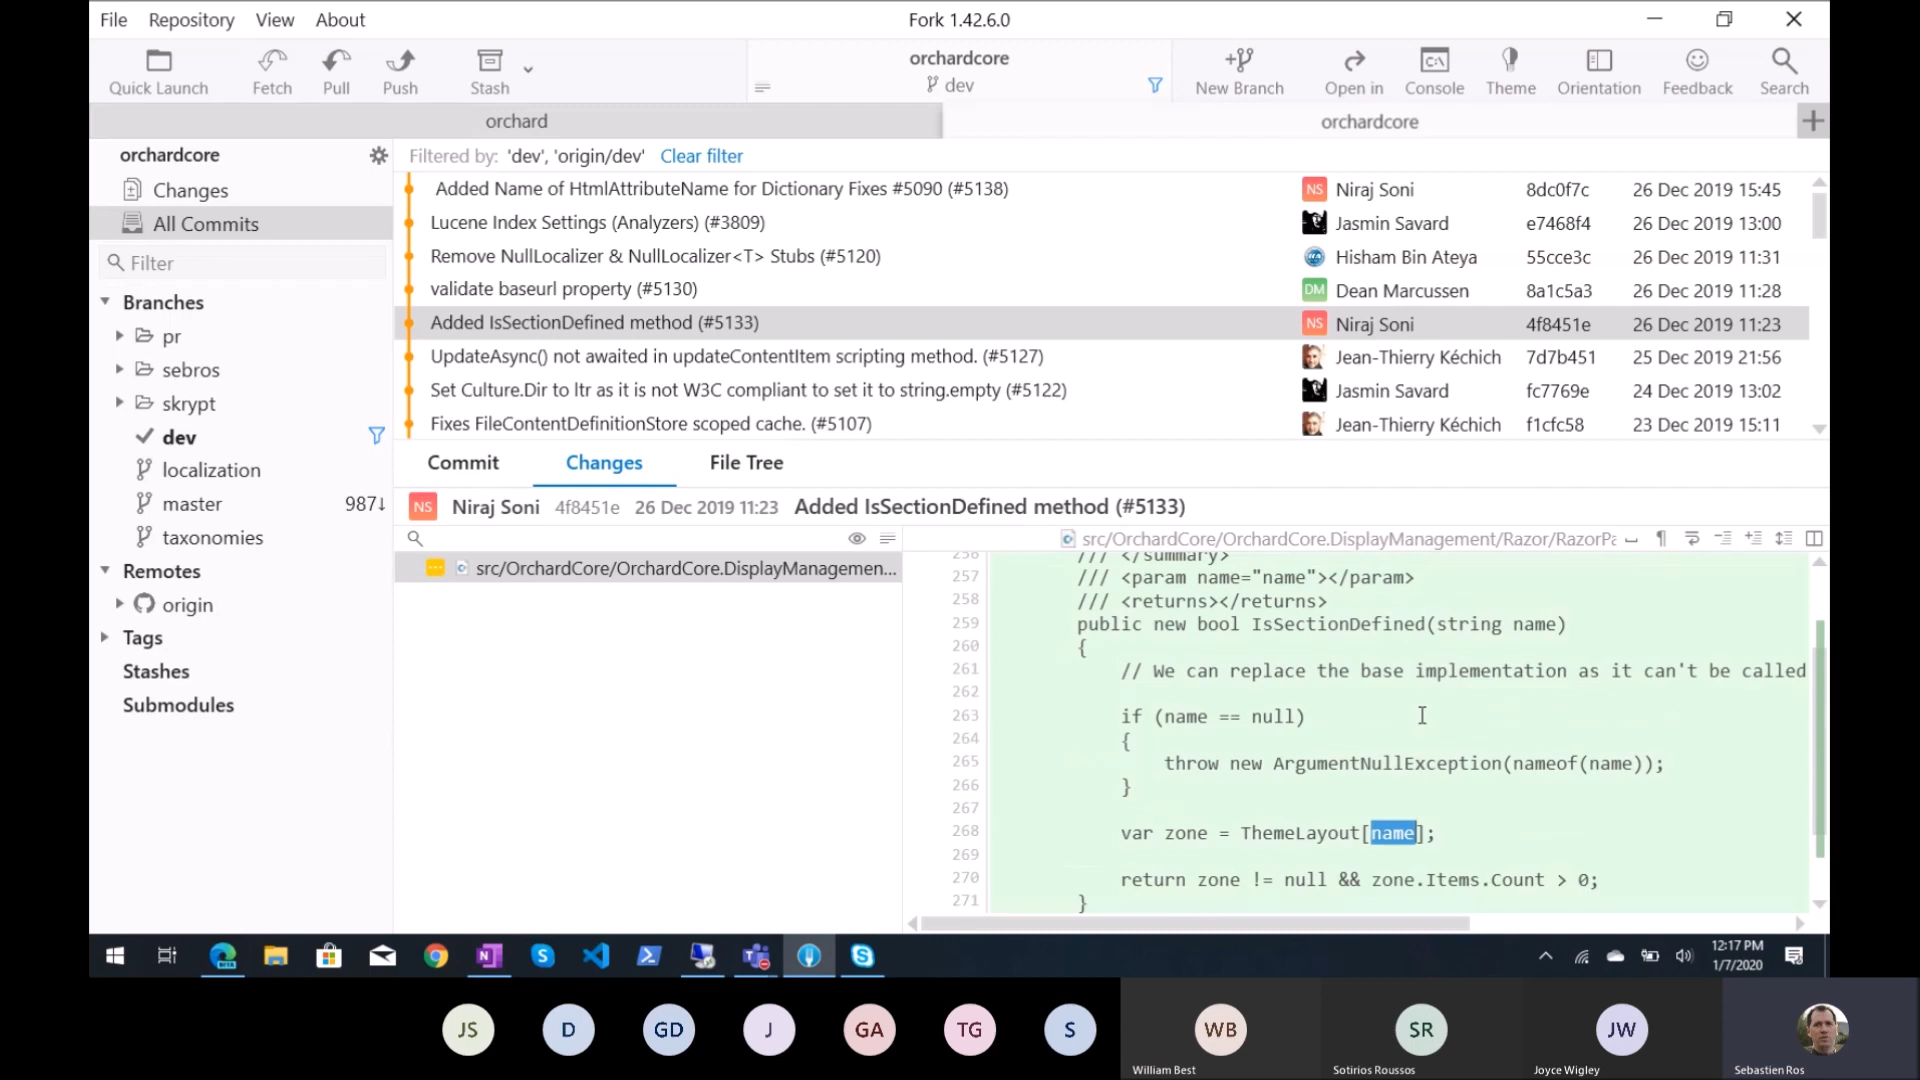 File Repository View About
Fork 1.42.6.0
Quick Launch Fetch Pull Push Stash
orchardcore
dev
New Branch Open in Console Theme Orientation Feedback Search
orchard
orchardcore
orchardcore
Changes
All Commits
Filter
Branches
pr
sebros
skrypt
dev
localization
master 987↓
taxonomies
Remotes
origin
Tags
Stashes
Submodules
Filtered by: 'dev', 'origin/dev' Clear filter
Added Name of HtmlAttributeName for Dictionary Fixes #5090 (#5138) NS Niraj Soni 8dc0f7c 26 Dec 2019 15:45
Lucene Index Settings (Analyzers) (#3809) Jasmin Savard e7468f4 26 Dec 2019 13:00
Remove NullLocalizer & NullLocalizer<T> Stubs (#5120) Hisham Bin Ateya 55cce3c 26 Dec 2019 11:31
validate baseurl property (#5130) DM Dean Marcussen 8a1c5a3 26 Dec 2019 11:28
Added IsSectionDefined method (#5133) NS Niraj Soni 4f8451e 26 Dec 2019 11:23
UpdateAsync() not awaited in updateContentItem scripting method. (#5127) Jean-Thierry Kéchich 7d7b451 25 Dec 2019 21:56
Set Culture.Dir to ltr as it is not W3C compliant to set it to string.empty (#5122) Jasmin Savard fc7769e 24 Dec 2019 13:02
Fixes FileContentDefinitionStore scoped cache. (#5107) Jean-Thierry Kéchich f1cfc58 23 Dec 2019 15:11
Commit Changes File Tree
NS Niraj Soni 4f8451e 26 Dec 2019 11:23 Added IsSectionDefined method (#5133)
src/OrchardCore/OrchardCore.DisplayManagemen...
src/OrchardCore/OrchardCore.DisplayManagement/Razor/RazorPa
256 /// </summary>
257 /// <param name="name"></param>
258 /// <returns></returns>
259 public new bool IsSectionDefined(string name)
260 {
261 // We can replace the base implementation as it can't be called
262
263 if (name == null)
264 {
265 throw new ArgumentNullException(nameof(name));
266 }
267
268 var zone = ThemeLayout[name];
269
270 return zone != null && zone.Items.Count > 0;
271 }
12:17 PM
1/7/2020
JS D GD J GA TG S WB SR JW
William Best Sotirios Roussos Joyce Wigley Sebastien Ros